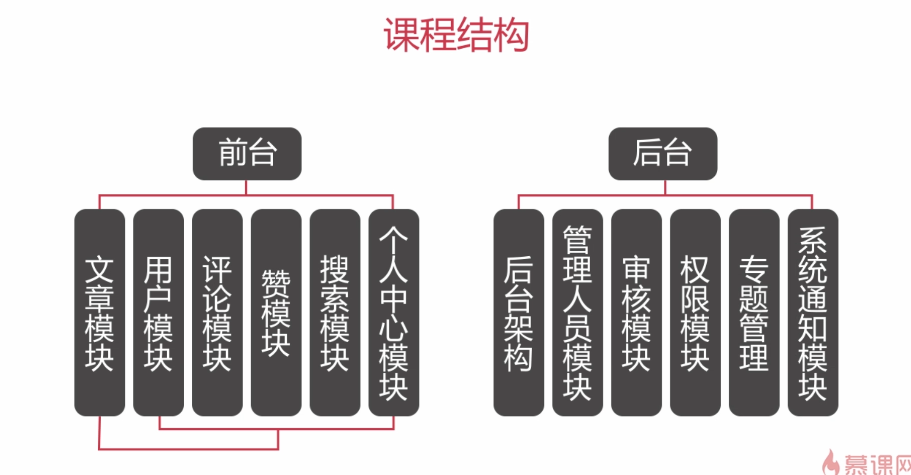 课程结构
前台
后台
文章模块
用户模块
评论模块
赞模块
搜索模块
个人中心模块
后台架构
管理人员模块
审核模块
权限模块
专题管理
系统通知模块
慕课网